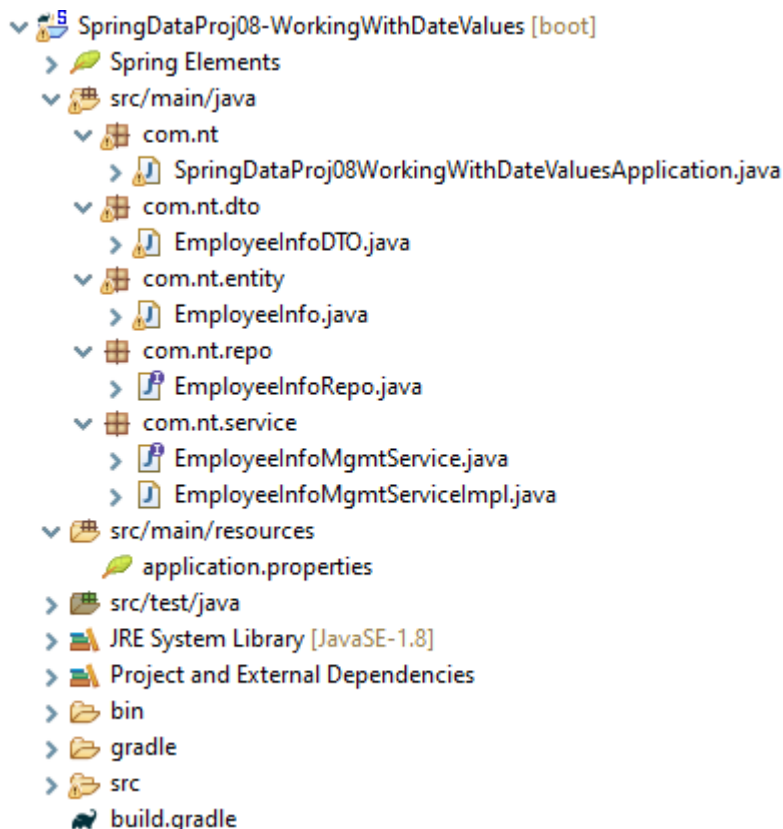 SpringDataProj08-WorkingWithDateValues [boot]
Spring Elements
src/main/java
com.nt
SpringDataProj08WorkingWithDateValuesApplication.java
com.nt.dto
EmployeeInfoDTO.java
com.nt.entity
EmployeeInfo.java
com.nt.repo
EmployeeInfoRepo.java
com.nt.service
EmployeeInfoMgmtService.java
EmployeeInfoMgmtServiceImpl.java
src/main/resources
application.properties
src/test/java
JRE System Library [JavaSE-1.8]
Project and External Dependencies
bin
gradle
src
build.gradle